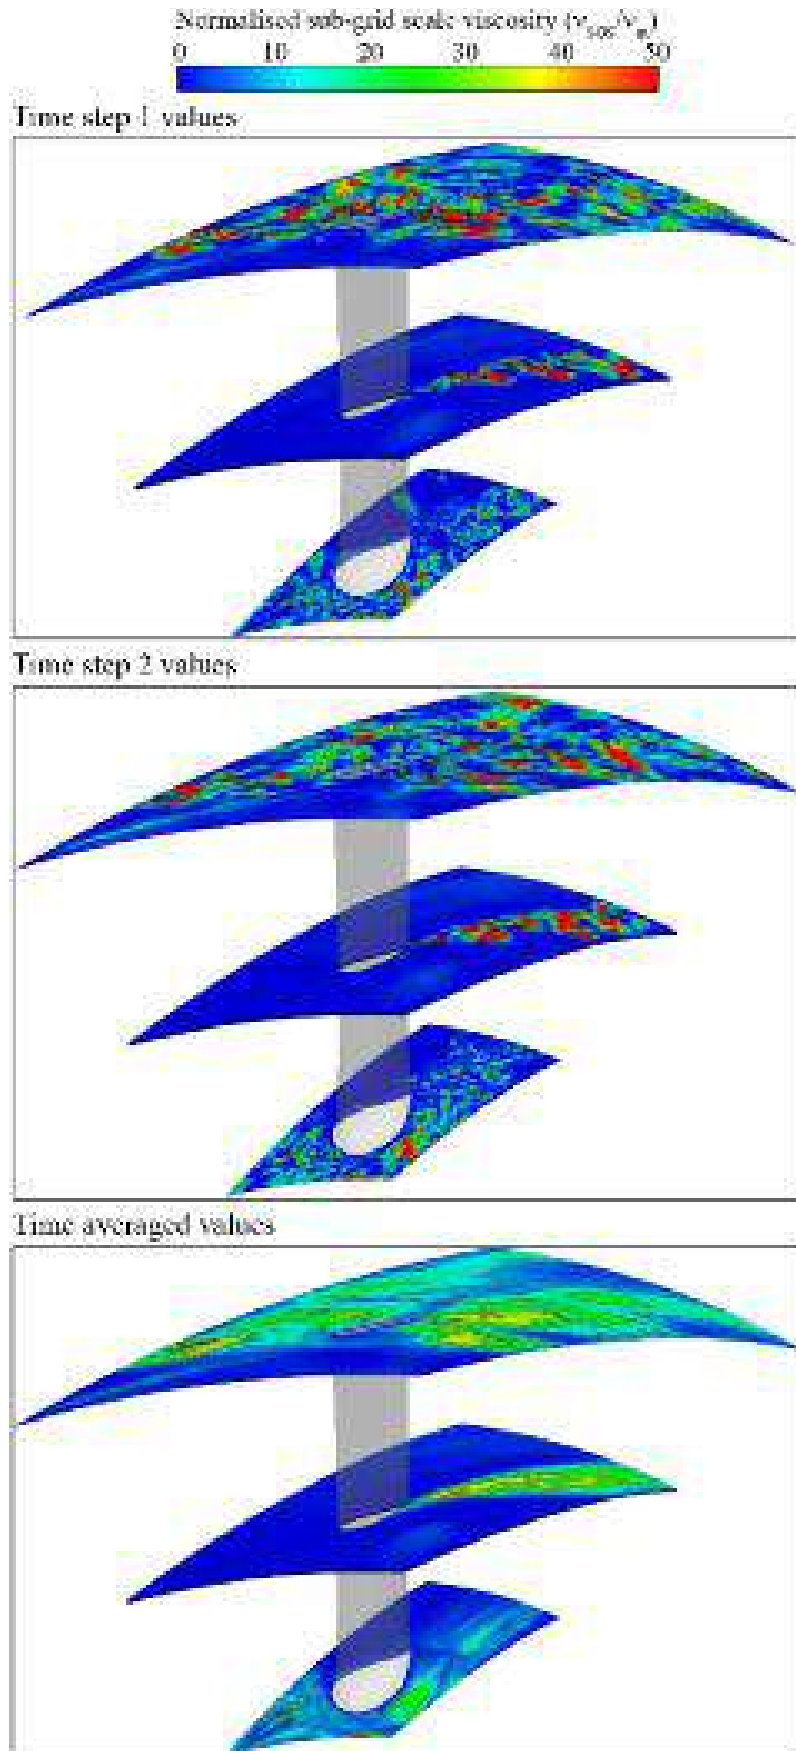 Normalised sub-grid scale viscosity (ν_SGS/ν_∞)
0 10 20 30 40 50
Time step 1 values
Time step 2 values
Time averaged values